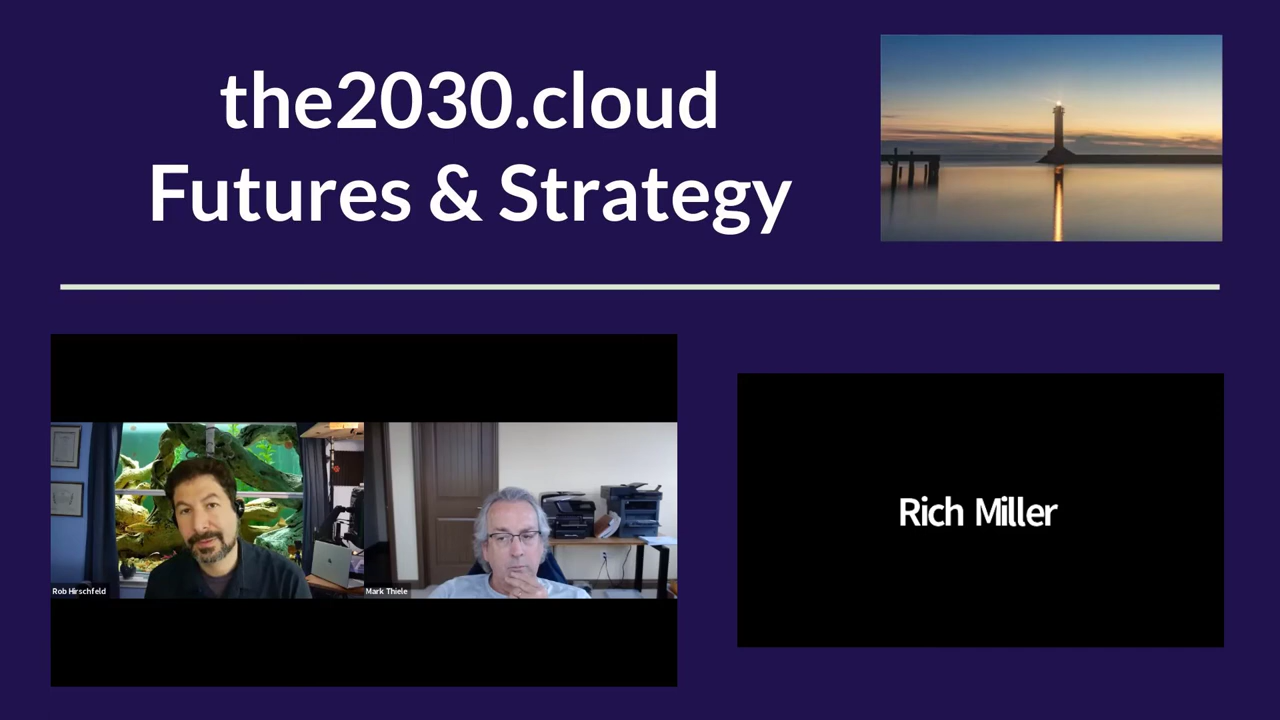 the2030.cloud
Futures & Strategy
Rob Hirschfeld
Mark Thiele
Rich Miller